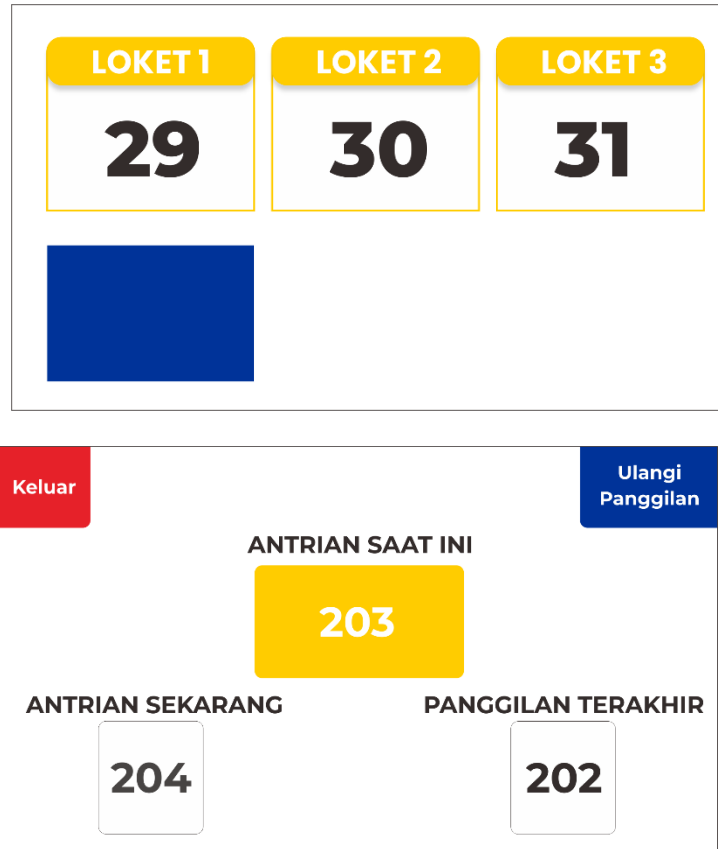 LOKET 1
LOKET 2
LOKET 3
29
30
31
Keluar
Ulangi
Panggilan
ANTRIAN SAAT INI
203
ANTRIAN SEKARANG
PANGGILAN TERAKHIR
204
202